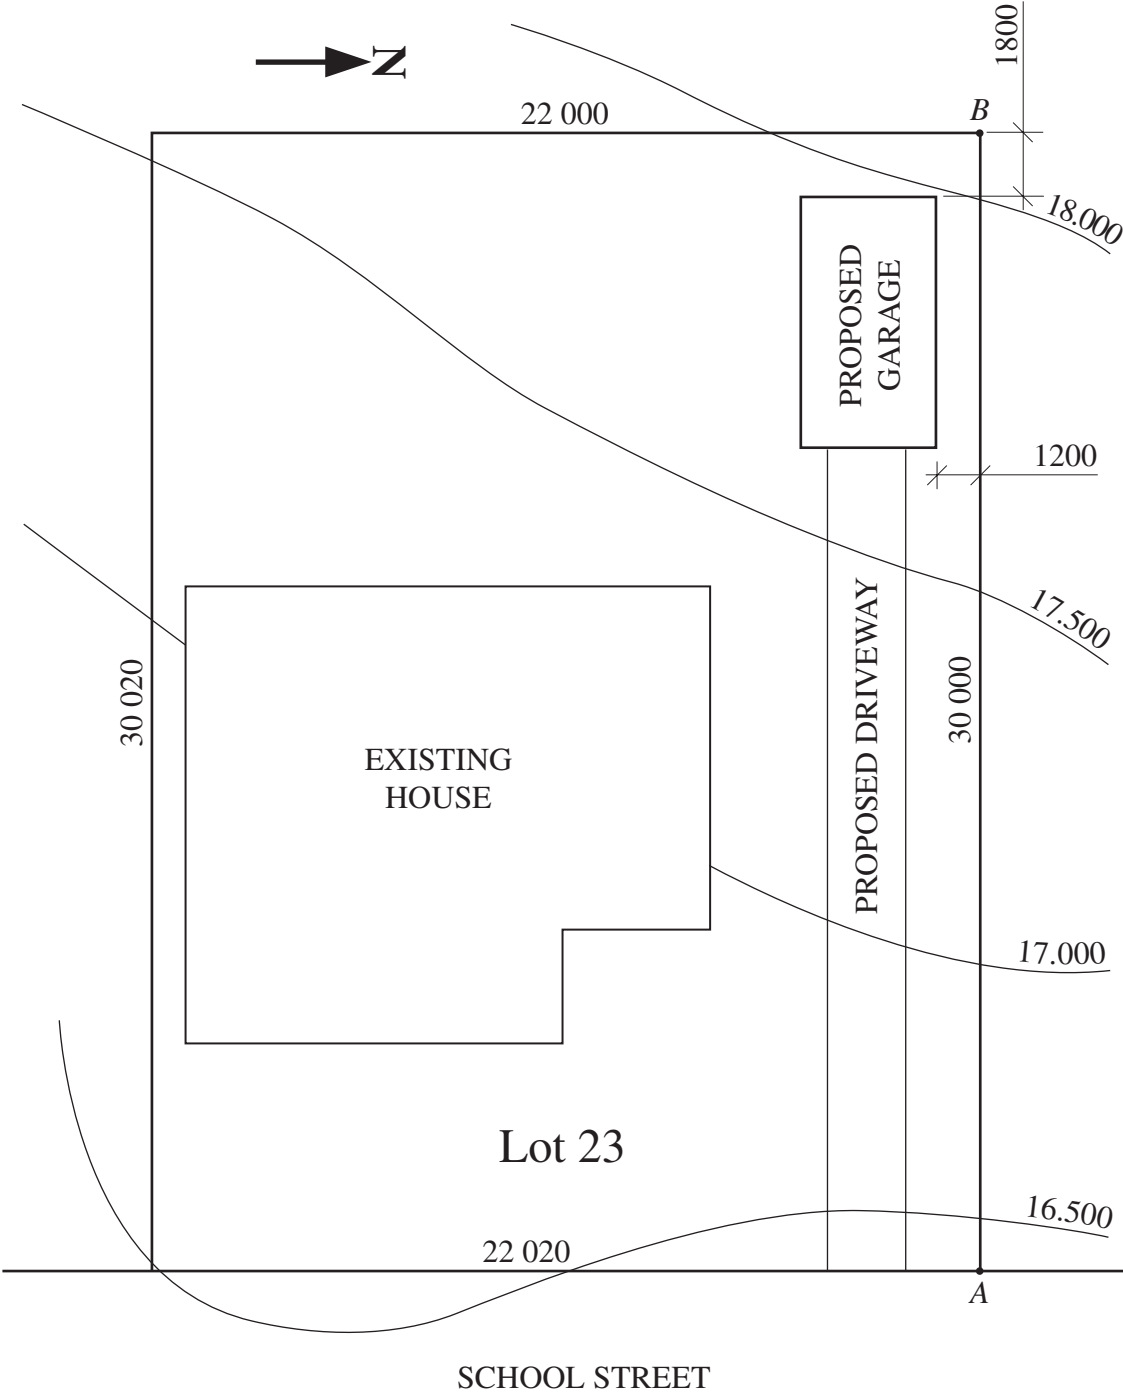 1800
N
22 000
B
18.000
PROPOSED
GARAGE
1200
17.500
30 020
30 000
PROPOSED DRIVEWAY
EXISTING
HOUSE
17.000
Lot 23
16.500
22 020
A
SCHOOL STREET